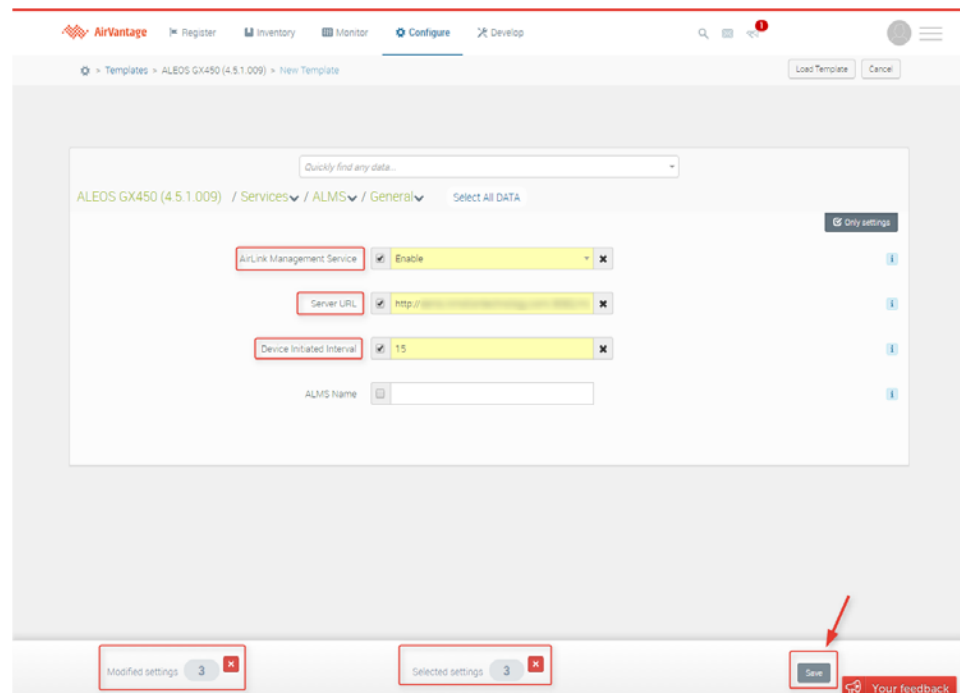 AirVantage Register Inventory Monitor Configure Develop 1
> Templates > ALEOS GX450 (4.5.1.009) > New Template Load Template Cancel
Quickly find any data...
ALEOS GX450 (4.5.1.009) / Services / ALMS / General Select All DATA
Only settings
AirLink Management Service Enable
Server URL http://
Device Initiated Interval 15
ALMS Name
Modified settings 3 Selected settings 3 Save
Your feedback